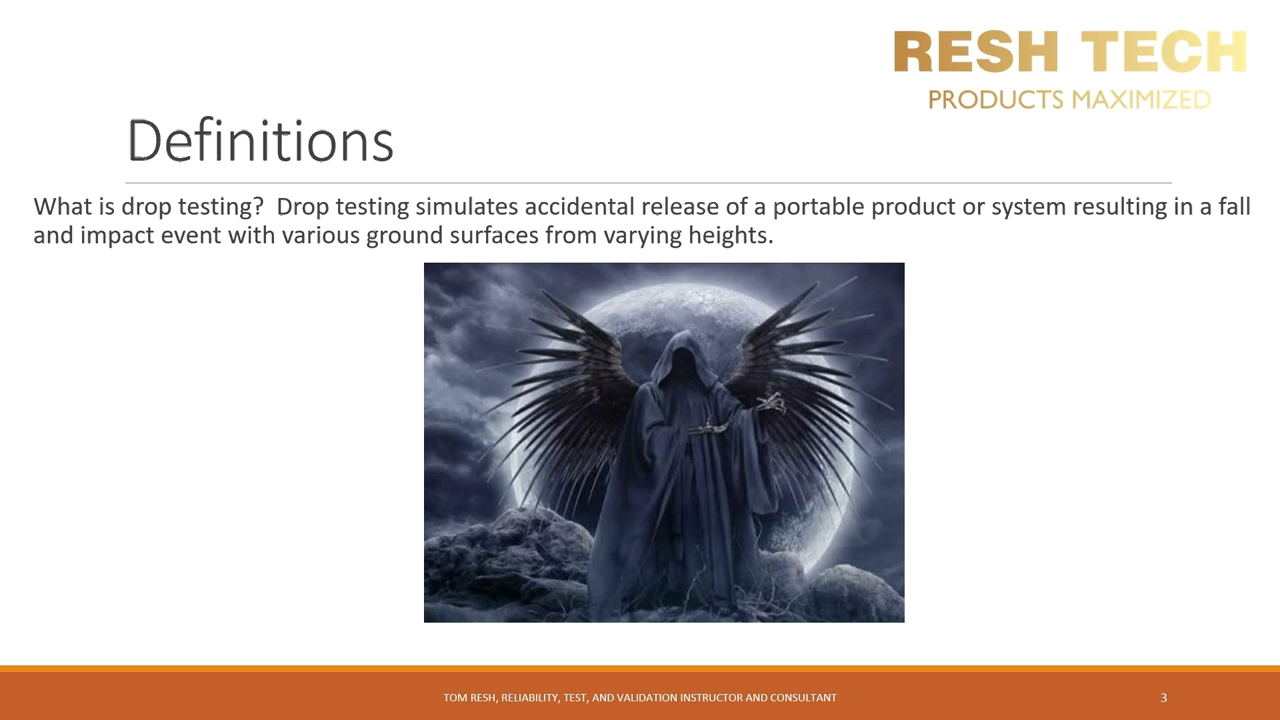 RESH TECH
PRODUCTS MAXIMIZED
Definitions
What is drop testing?  Drop testing simulates accidental release of a portable product or system resulting in a fall
and impact event with various ground surfaces from varying heights.
TOM RESH, RELIABILITY, TEST, AND VALIDATION INSTRUCTOR AND CONSULTANT
3